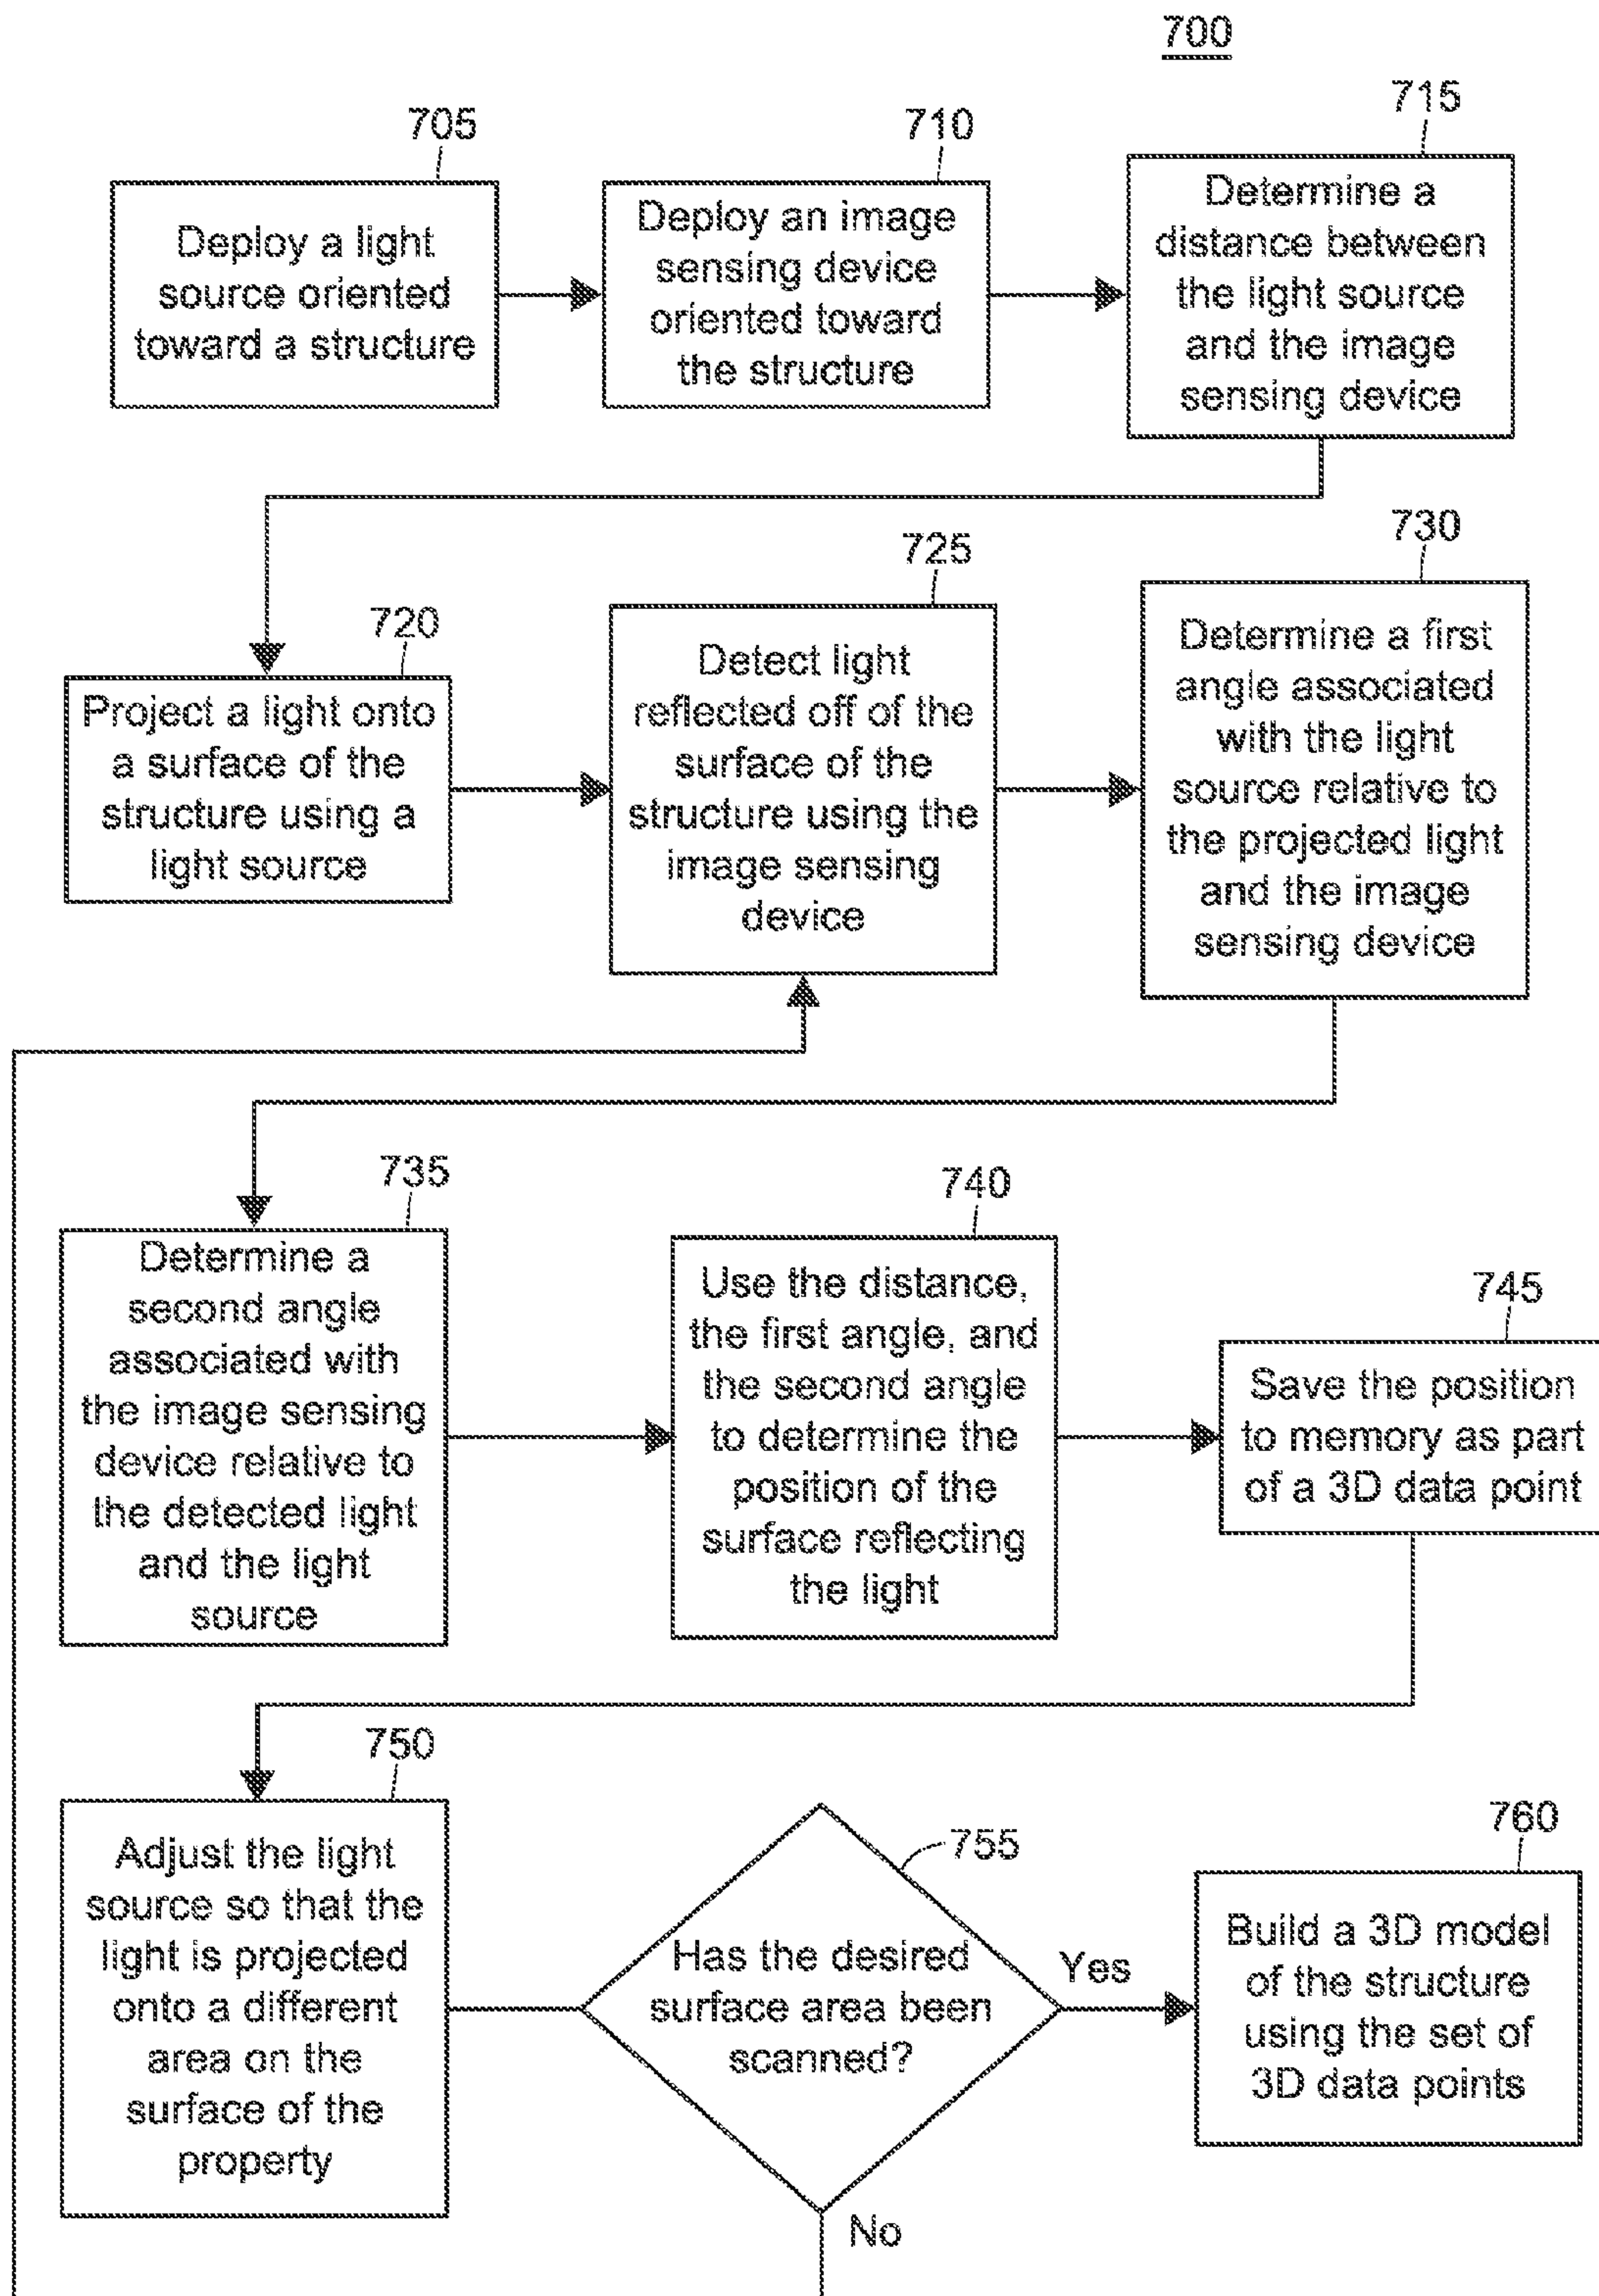 700
705
Deploy a light
source oriented
toward a structure
710
Deploy an image
sensing device
oriented toward
the structure
715
Determine a
distance between
the light source
and the image
sensing device
720
Project a light onto
a surface of the
structure using a
light source
725
Detect light
reflected off of the
surface of the
structure using the
image sensing
device
730
Determine a first
angle associated
with the light
source relative to
the projected light
and the image
sensing device
735
Determine a
second angle
associated with
the image sensing
device relative to
the detected light
and the light
source
740
Use the distance,
the first angle, and
the second angle
to determine the
position of the
surface reflecting
the light
745
Save the position
to memory as part
of a 3D data point
750
Adjust the light
source so that the
light is projected
onto a different
area on the
surface of the
property
755
Has the desired
surface area been
scanned?
Yes
No
760
Build a 3D model
of the structure
using the set of
3D data points